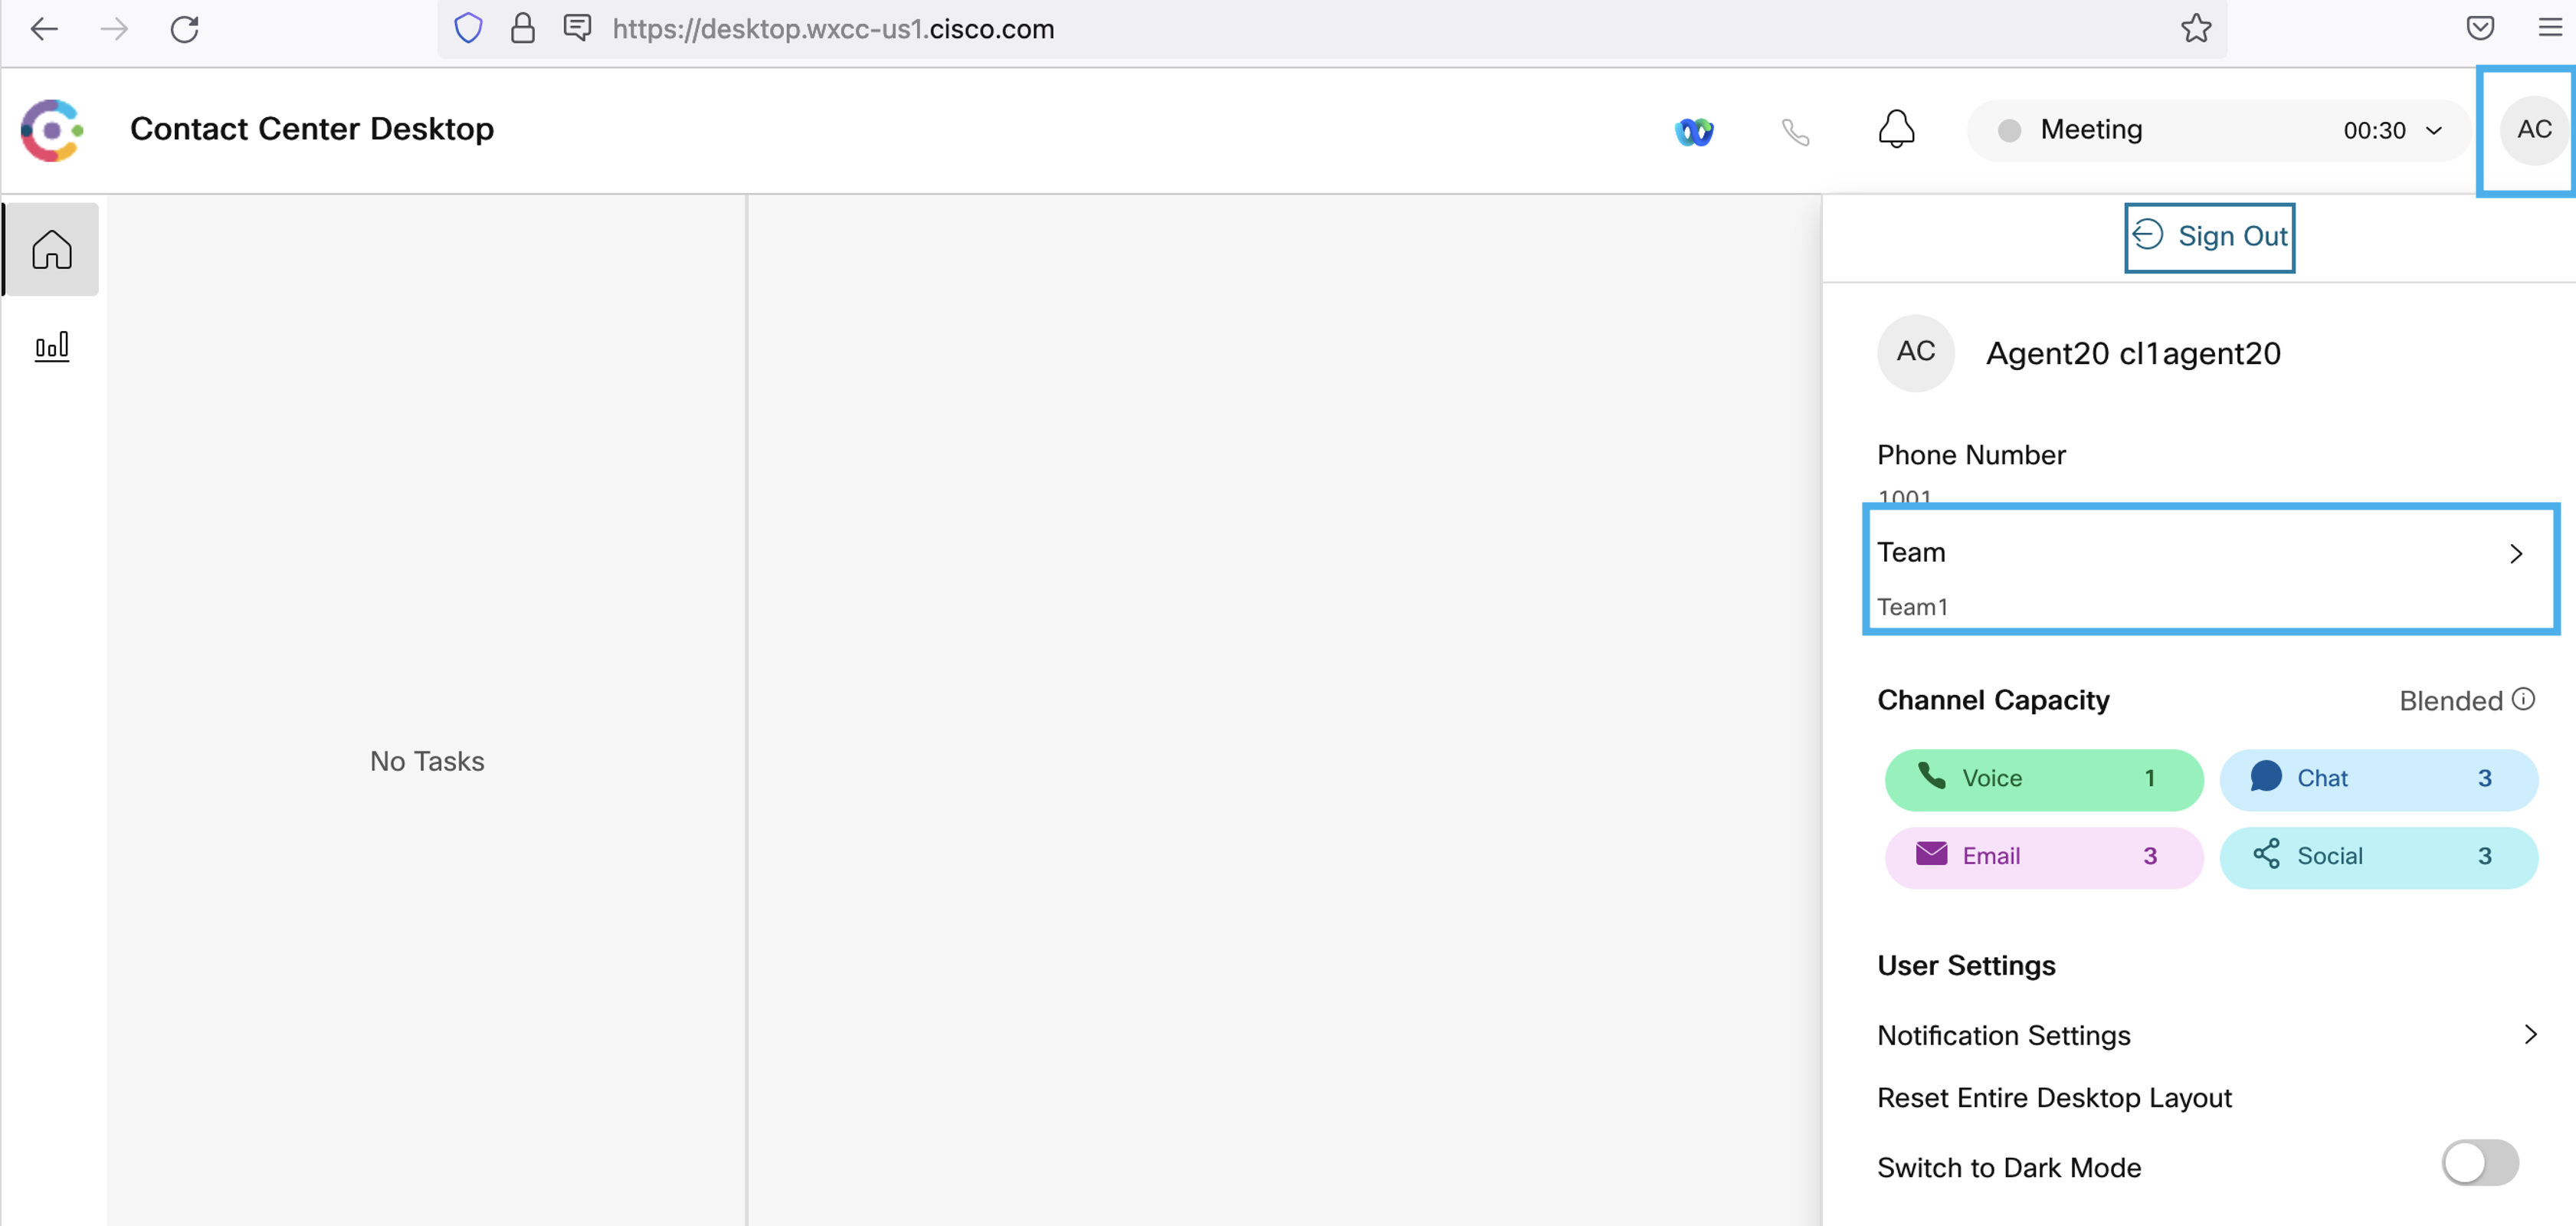 https://desktop.wxcc-us1.cisco.com
Contact Center Desktop
Meeting 00:30
AC
Sign Out
AC
Agent20 cl1agent20
Phone Number
1001
Team
Team1
Channel Capacity Blended
Voice 1
Chat 3
Email 3
Social 3
No Tasks
User Settings
Notification Settings
Reset Entire Desktop Layout
Switch to Dark Mode